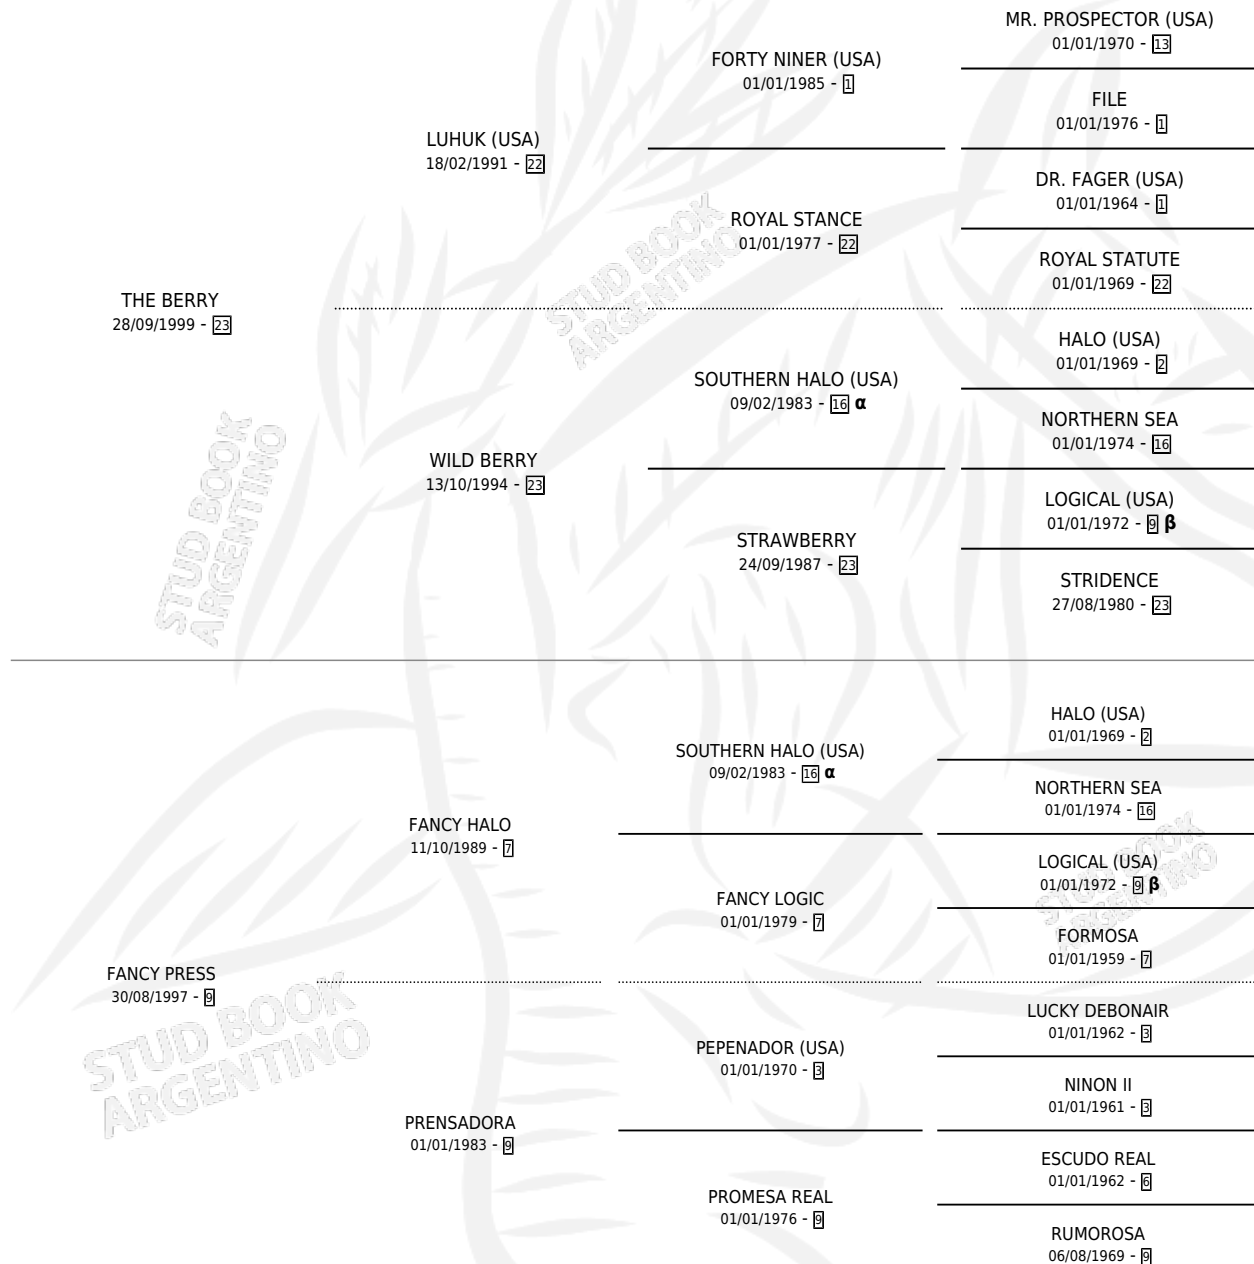 MR. PROSPECTOR (USA)
01/01/1970 - 13
FORTY NINER (USA)
01/01/1985 - 1
FILE
01/01/1976 - 1
LUHUK (USA)
18/02/1991 - 22
DR. FAGER (USA)
01/01/1964 - 1
ROYAL STANCE
01/01/1977 - 22
ROYAL STATUTE
01/01/1969 - 22
THE BERRY
28/09/1999 - 23
STUD BOOK
ARGENTINO
HALO (USA)
01/01/1969 - 2
SOUTHERN HALO (USA)
09/02/1983 - 16 α
NORTHERN SEA
01/01/1974 - 16
WILD BERRY
13/10/1994 - 23
LOGICAL (USA)
01/01/1972 - 9 β
STRAWBERRY
24/09/1987 - 23
STRIDENCE
27/08/1980 - 23
STUD BOOK
ARGENTINO
HALO (USA)
01/01/1969 - 2
SOUTHERN HALO (USA)
09/02/1983 - 16 α
NORTHERN SEA
01/01/1974 - 16
FANCY HALO
11/10/1989 - 7
LOGICAL (USA)
01/01/1972 - 9 β
STUD BOOK
ARGENTINO
FANCY LOGIC
01/01/1979 - 7
FORMOSA
01/01/1959 - 7
FANCY PRESS
30/08/1997 - 9
STUD BOOK
ARGENTINO
LUCKY DEBONAIR
01/01/1962 - 3
PEPENADOR (USA)
01/01/1970 - 3
NINON II
01/01/1961 - 3
PRENSADORA
01/01/1983 - 9
ESCUDO REAL
01/01/1962 - 6
PROMESA REAL
01/01/1976 - 9
RUMOROSA
06/08/1969 - 9